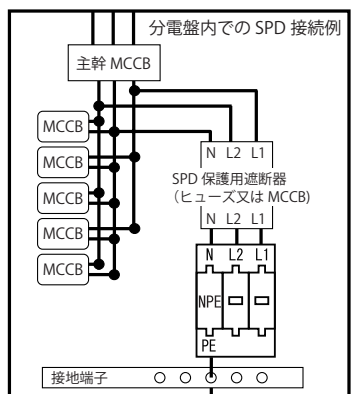 分電盤内での SPD 接続例
主幹 MCCB
MCCB
MCCB
MCCB
MCCB
MCCB
N L2 L1
SPD 保護用遮断器
（ヒューズ又は MCCB)
N L2 L1
N L2 L1
NPE
PE
接地端子